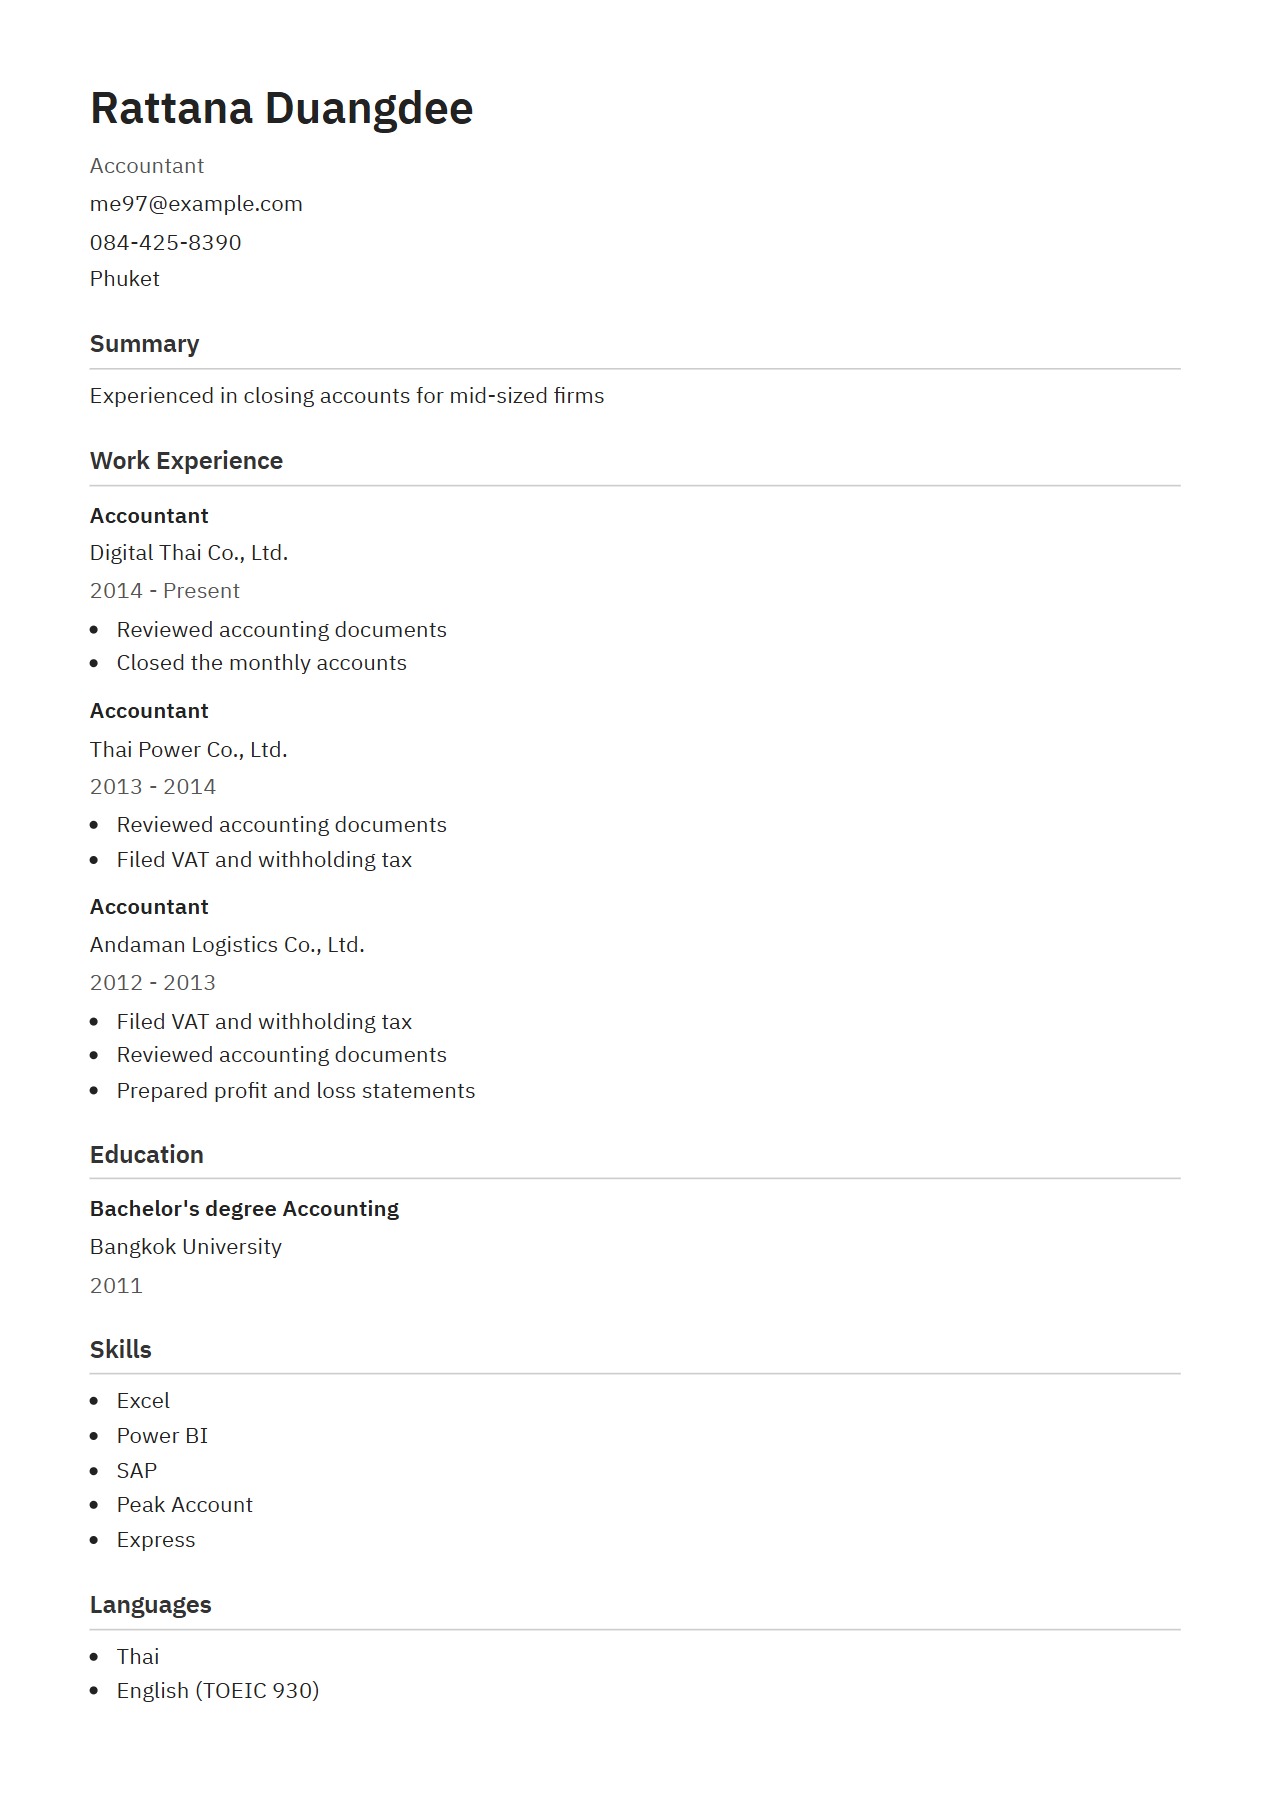 Rattana Duangdee
Accountant
me97@example.com
084-425-8390
Phuket
Summary
Experienced in closing accounts for mid-sized firms
Work Experience
Accountant
Digital Thai Co., Ltd.
2014 - Present
• Reviewed accounting documents
• Closed the monthly accounts
Accountant
Thai Power Co., Ltd.
2013 - 2014
• Reviewed accounting documents
• Filed VAT and withholding tax
Accountant
Andaman Logistics Co., Ltd.
2012 - 2013
• Filed VAT and withholding tax
• Reviewed accounting documents
• Prepared profit and loss statements
Education
Bachelor's degree Accounting
Bangkok University
2011
Skills
• Excel
• Power BI
• SAP
• Peak Account
• Express
Languages
• Thai
• English (TOEIC 930)